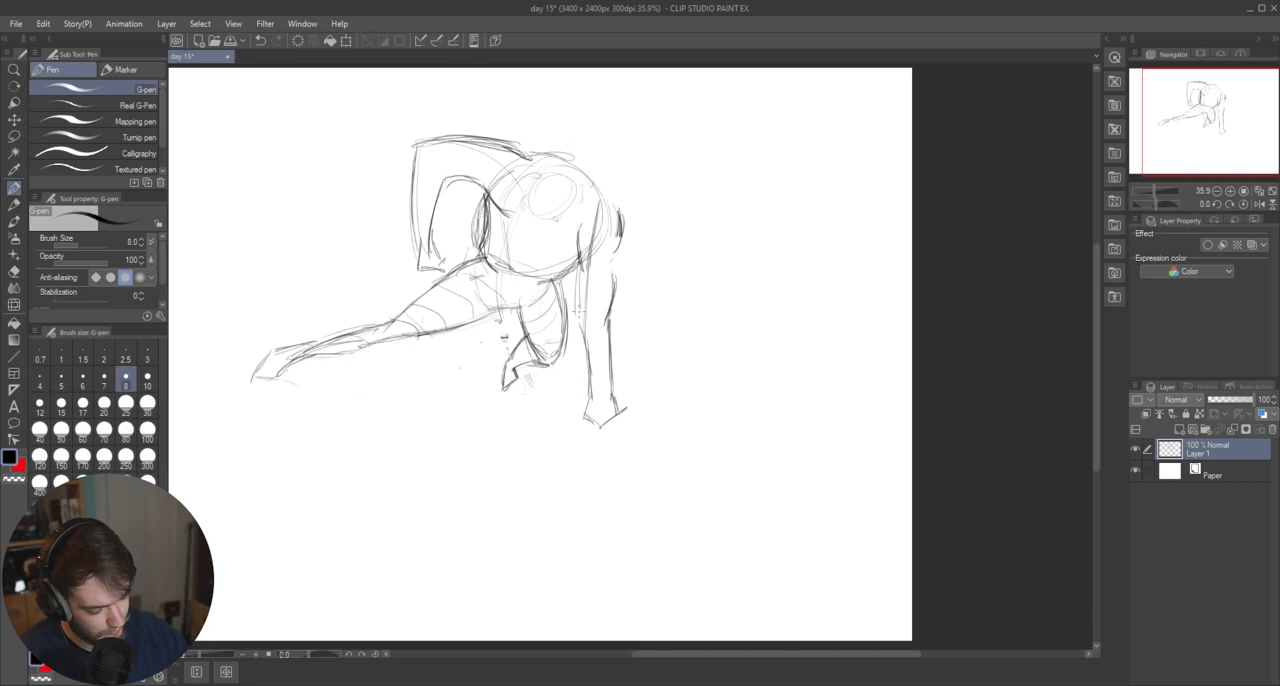 day 15* (3400 x 2400px 300dpi 35.9%) - CLIP STUDIO PAINT EX
File Edit Story(P) Animation Layer Select View Filter Window Help
Sub Tool: Pen
day 15*
Navigator
Pen Marker
G-pen
Real G-Pen
Mapping pen
Turnip pen
Calligraphy
Textured pen
Tool property: G-pen
G-pen
Brush Size 8.0
Opacity 100
Anti-aliasing
Stabilization 0
Brush size: G-pen
0.7 1 1.5 2 2.5 3
4 5 6 7 8 10
12 15 17 20 25 30
40 50 60 70 80 100
120 150 170 200 250 300
400
35.9
0.0
Layer Property
Effect
Expression color
Color
Layer
Normal 100
100 % Normal
Layer 1
Paper
0.0